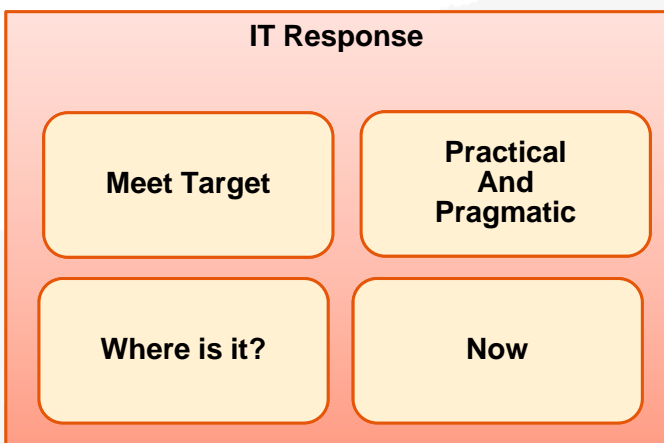 IT Response
Meet Target
Practical
And
Pragmatic
Where is it?
Now